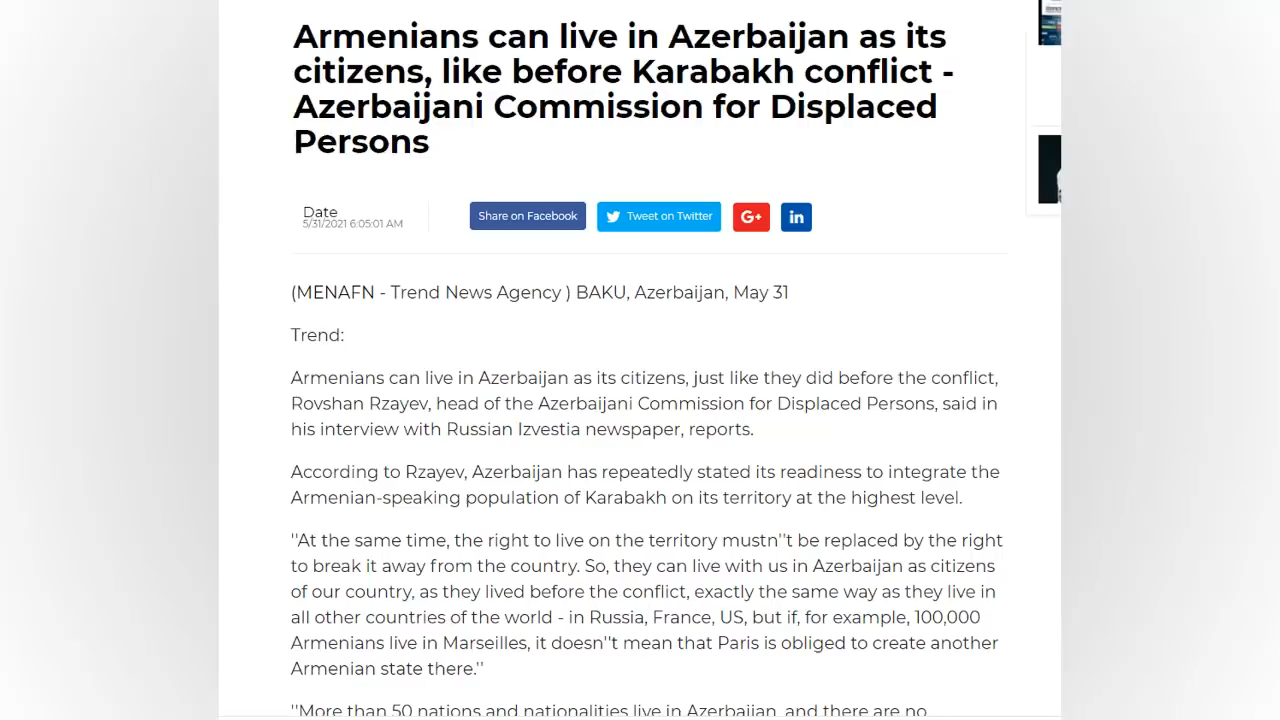 Armenians can live in Azerbaijan as its
citizens, like before Karabakh conflict -
Azerbaijani Commission for Displaced
Persons
Date
5/31/2021 6:05:01 AM
Share on Facebook
Tweet on Twitter
G+
in
(MENAFN - Trend News Agency ) BAKU, Azerbaijan, May 31
Trend:
Armenians can live in Azerbaijan as its citizens, just like they did before the conflict,
Rovshan Rzayev, head of the Azerbaijani Commission for Displaced Persons, said in
his interview with Russian Izvestia newspaper, reports.
According to Rzayev, Azerbaijan has repeatedly stated its readiness to integrate the
Armenian-speaking population of Karabakh on its territory at the highest level.
''At the same time, the right to live on the territory mustn''t be replaced by the right
to break it away from the country. So, they can live with us in Azerbaijan as citizens
of our country, as they lived before the conflict, exactly the same way as they live in
all other countries of the world - in Russia, France, US, but if, for example, 100,000
Armenians live in Marseilles, it doesn''t mean that Paris is obliged to create another
Armenian state there.''
''More than 50 nations and nationalities live in Azerbaijan, and there are no